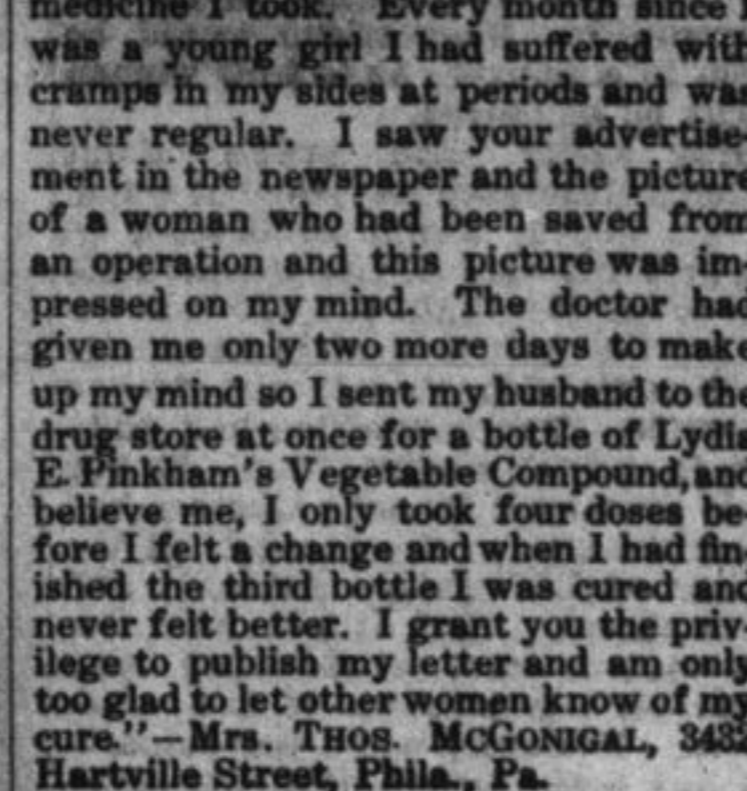 medicine I took. Every month since I
was a young girl I had suffered with
cramps in my sides at periods and was
never regular. I saw your advertise-
ment in the newspaper and the picture
of a woman who had been saved from
an operation and this picture was im-
pressed on my mind. The doctor had
given me only two more days to make
up my mind so I sent my husband to the
drug store at once for a bottle of Lydia
E. Pinkham's Vegetable Compound, and
believe me, I only took four doses be-
fore I felt a change and when I had fin-
ished the third bottle I was cured and
never felt better. I grant you the priv-
ilege to publish my letter and am only
too glad to let other women know of my
cure."—Mrs. THOS. MCGONIGAL, 3432
Hartville Street, Phila., Pa.